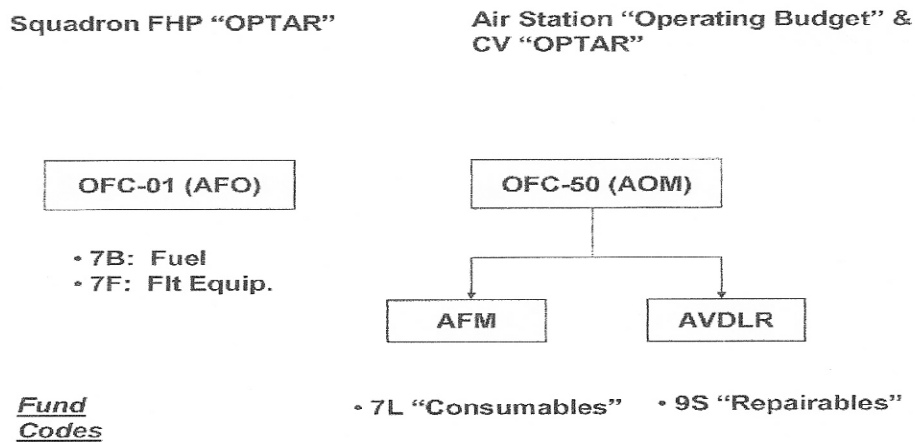 Squadron FHP “OPTAR”
Air Station “Operating Budget” &
CV “OPTAR”
OFC-01 (AFO)
OFC-50 (AOM)
• 7B: Fuel
• 7F: Flt Equip.
AFM
AVDLR
Fund
Codes
• 7L “Consumables”
• 9S “Repairables”